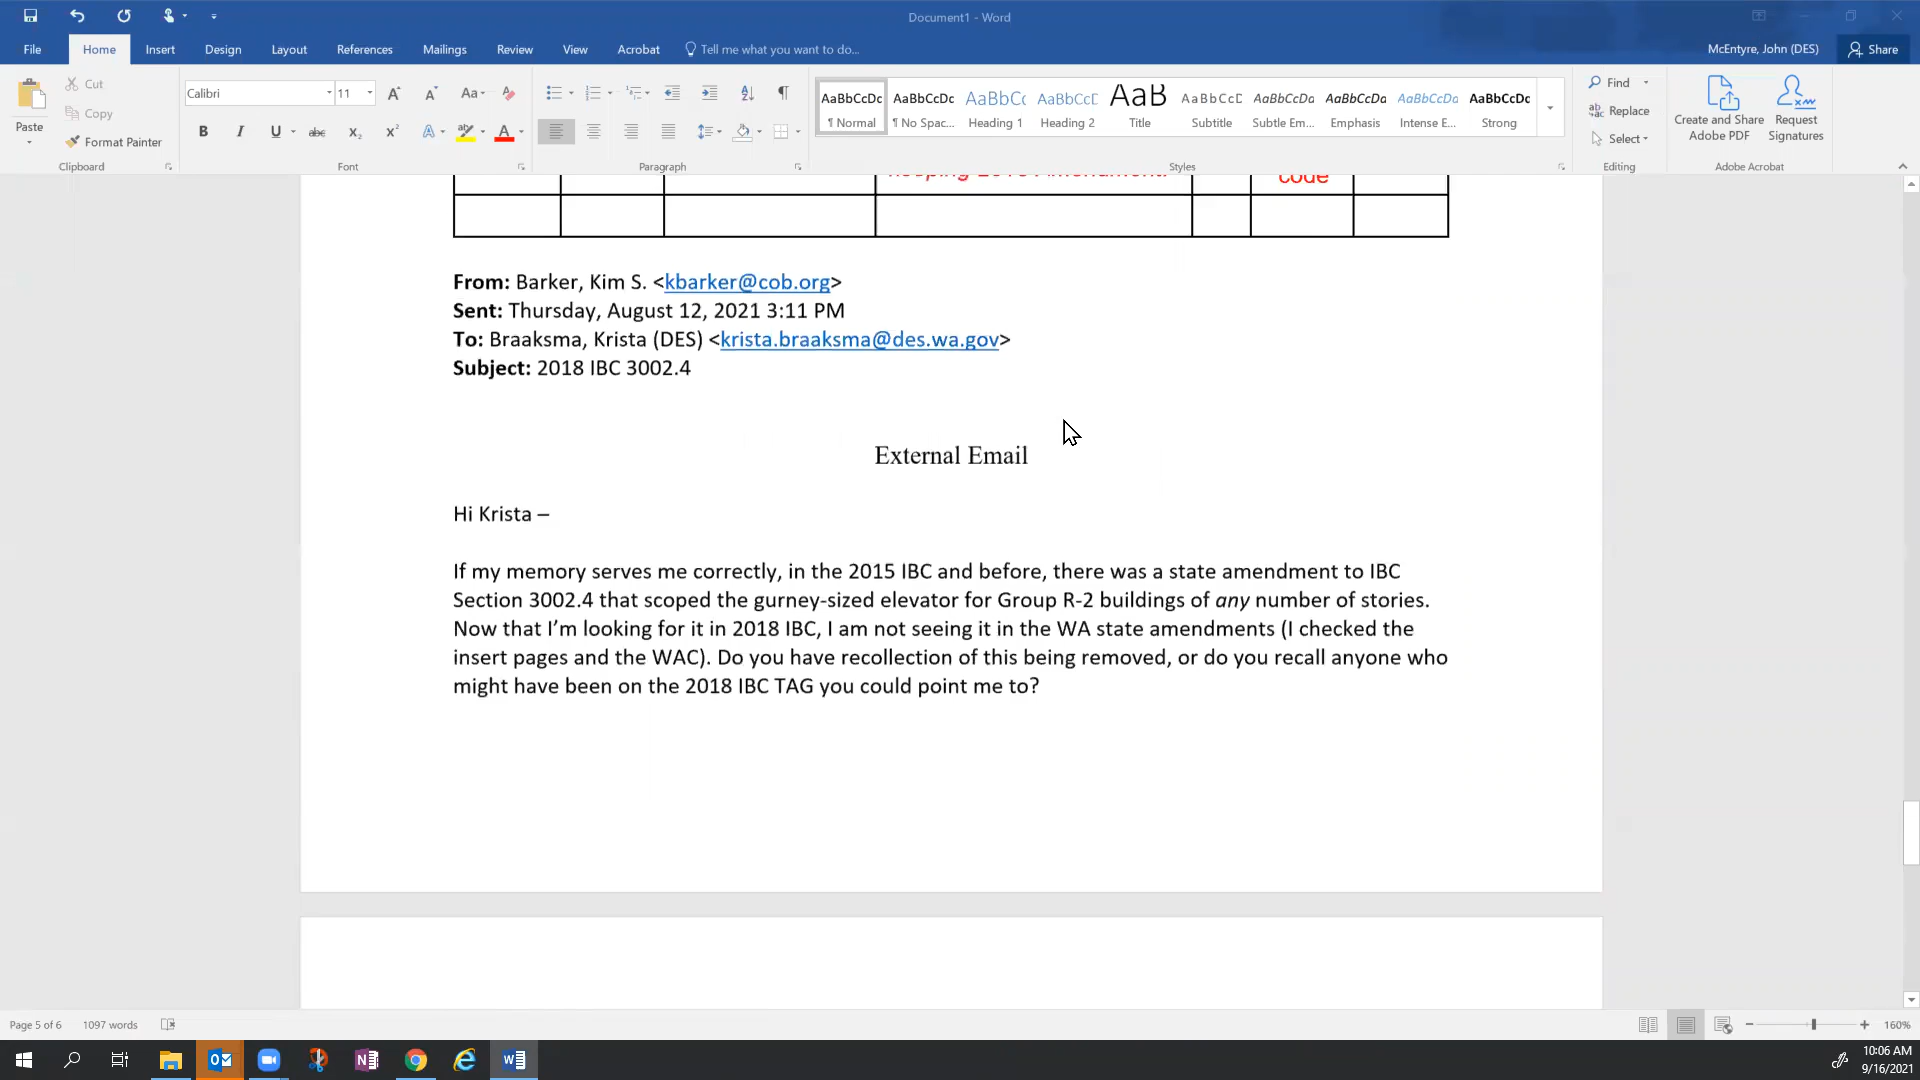 Document1 - Word
File Home Insert Design Layout References Mailings Review View Acrobat Tell me what you want to do... McEntyre, John (DES) Share
Paste
Cut
Copy
Format Painter
Clipboard
Calibri 11
Font
Paragraph
AaBbCcDc AaBbCcDc AaBbCc AaBbCcD AaB AaBbCcD AaBbCcDa AaBbCcDa AaBbCcDa AaBbCcDc
¶ Normal ¶ No Spac... Heading 1 Heading 2 Title Subtitle Subtle Em... Emphasis Intense E... Strong
Styles
Find
Replace
Select
Editing
Create and Share
Adobe PDF
Request
Signatures
Adobe Acrobat
code
From: Barker, Kim S. <kbarker@cob.org>
Sent: Thursday, August 12, 2021 3:11 PM
To: Braaksma, Krista (DES) <krista.braaksma@des.wa.gov>
Subject: 2018 IBC 3002.4
External Email
Hi Krista –
If my memory serves me correctly, in the 2015 IBC and before, there was a state amendment to IBC
Section 3002.4 that scoped the gurney-sized elevator for Group R-2 buildings of any number of stories.
Now that I'm looking for it in 2018 IBC, I am not seeing it in the WA state amendments (I checked the
insert pages and the WAC). Do you have recollection of this being removed, or do you recall anyone who
might have been on the 2018 IBC TAG you could point me to?
Page 5 of 6 1097 words 160%
10:06 AM
9/16/2021